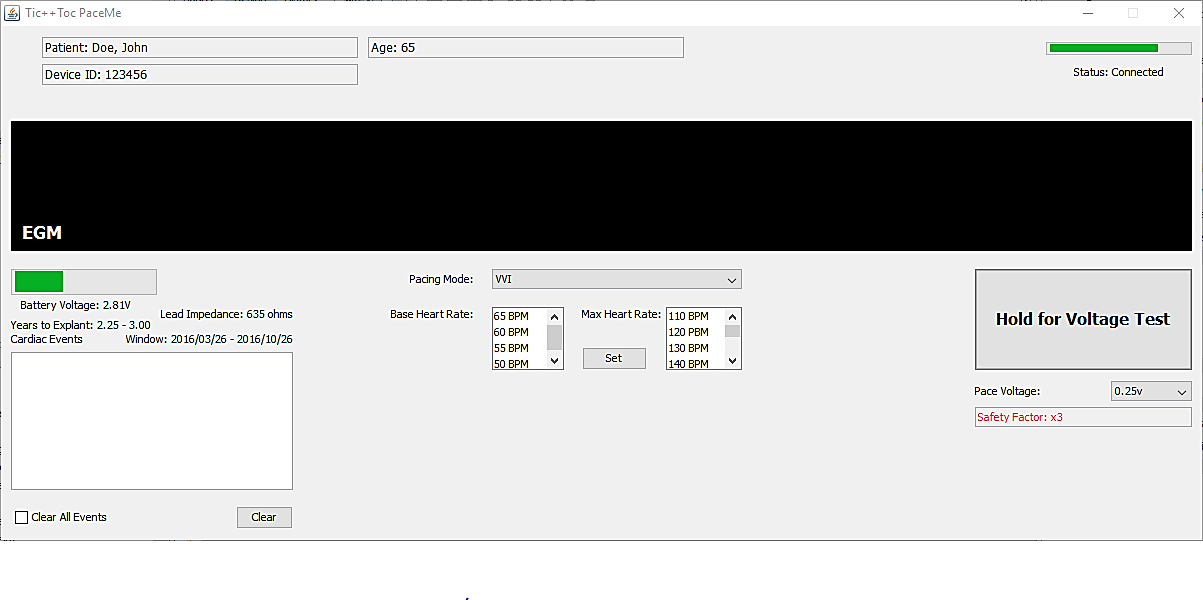 Tic++Toc PaceMe
Patient: Doe, John
Age: 65
Device ID: 123456
Status: Connected
EGM
Battery Voltage: 2.81V
Lead Impedance: 635 ohms
Years to Explant: 2.25 - 3.00
Cardiac Events
Window: 2016/03/26 - 2016/10/26
Clear All Events
Clear
Pacing Mode:
VVI
Base Heart Rate:
65 BPM
60 BPM
55 BPM
50 BPM
Max Heart Rate:
Set
110 BPM
120 BPM
130 BPM
140 BPM
Hold for Voltage Test
Pace Voltage:
0.25v
Safety Factor: x3